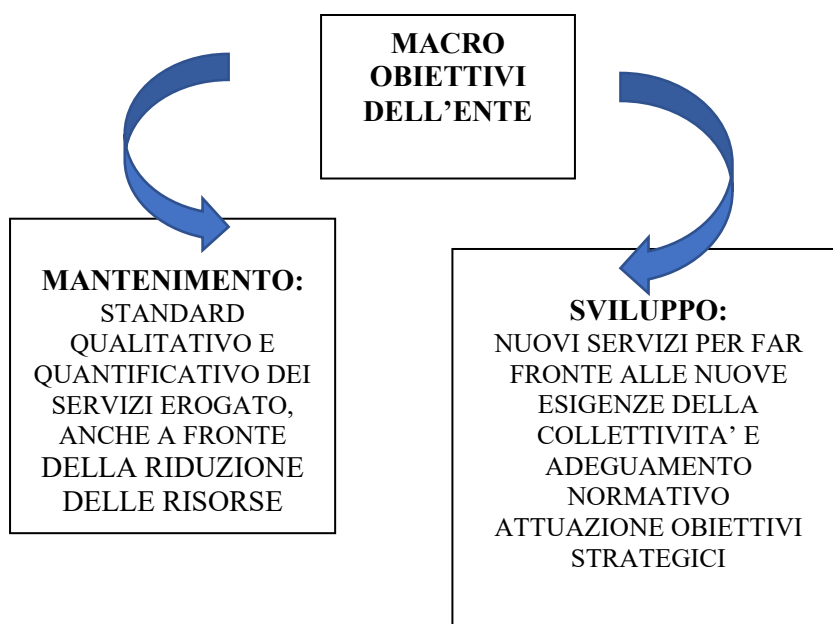 MACRO
OBIETTIVI
DELL’ENTE
MANTENIMENTO:
STANDARD
QUALITATIVO E
QUANTIFICATIVO DEI
SERVIZI EROGATO,
ANCHE A FRONTE
DELLA RIDUZIONE
DELLE RISORSE
SVILUPPO:
NUOVI SERVIZI PER FAR
FRONTE ALLE NUOVE
ESIGENZE DELLA
COLLETTIVITA’ E
ADEGUAMENTO
NORMATIVO
ATTUAZIONE OBIETTIVI
STRATEGICI